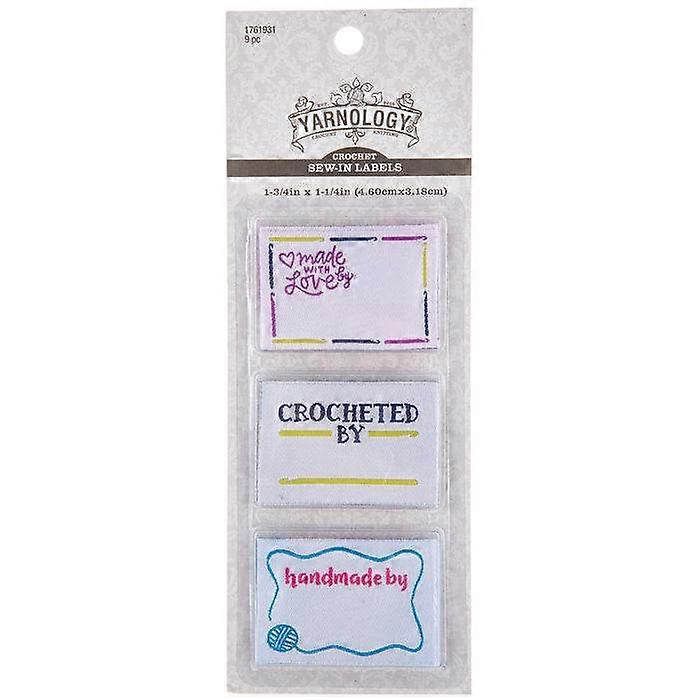 1761931
9 pc
YARNOLOGY®
CROCHET KNITTING
CROCHET
SEW-IN LABELS
1-3/4in x 1-1/4in (4.60cmx3.18cm)
made
WITH
Love by
CROCHETED
BY
handmade by